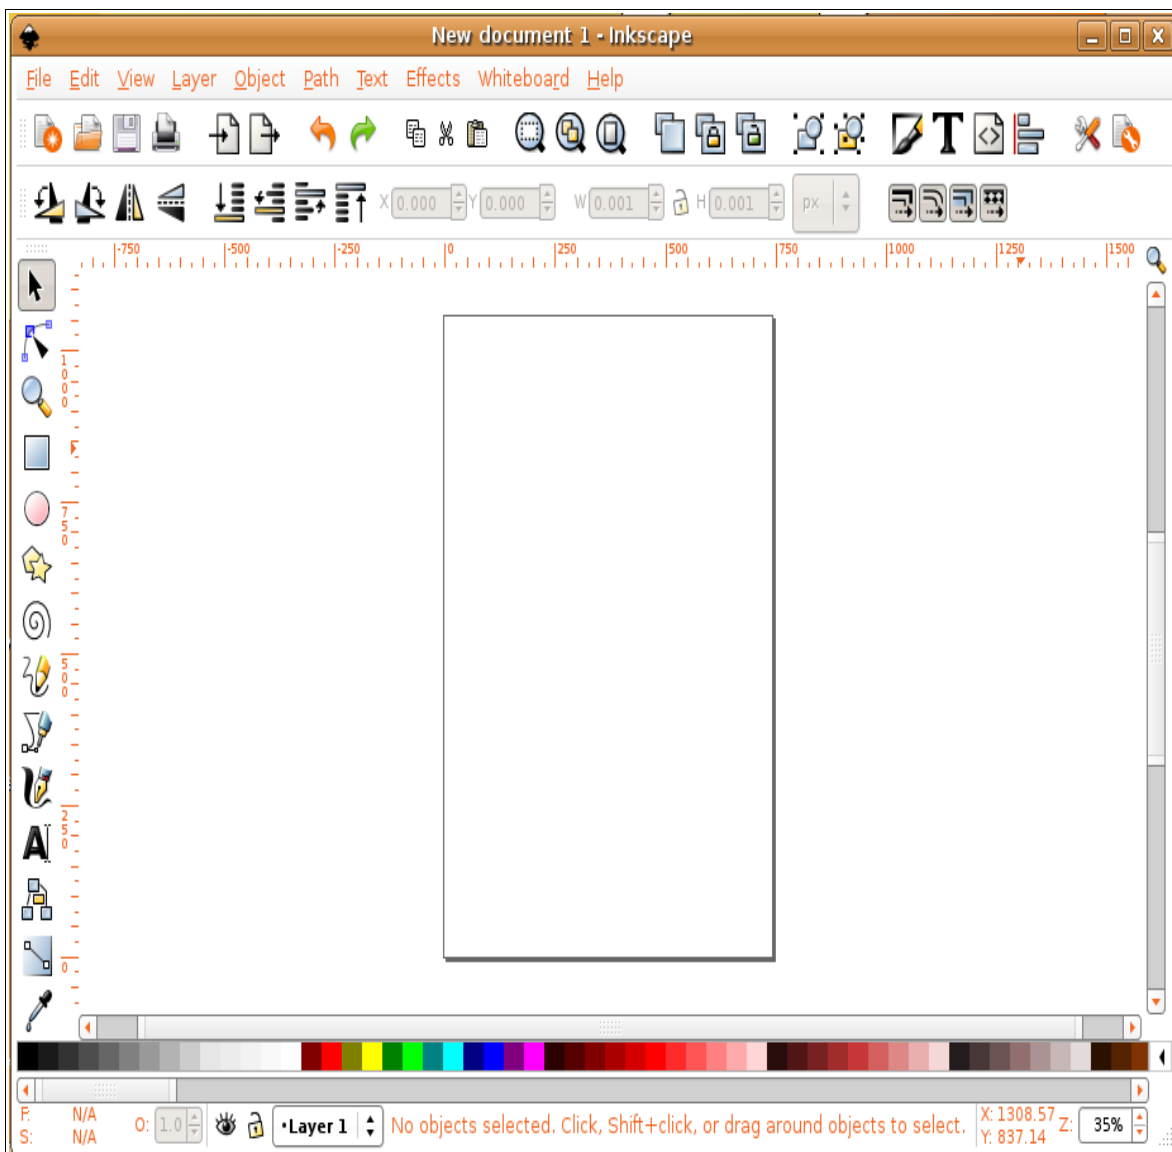 New document 1 - Inkscape
File Edit View Layer Object Path Text Effects Whiteboard Help
X 0.000 Y 0.000 W 0.001 H 0.001 px
-750 -500 -250 0 250 500 750 1000 1250 1500
1000
750
500
250
0
F: N/A O: 1.0 •Layer 1 No objects selected. Click, Shift+click, or drag around objects to select. X: 1308.57 Z: 35%
S: N/A Y: 837.14